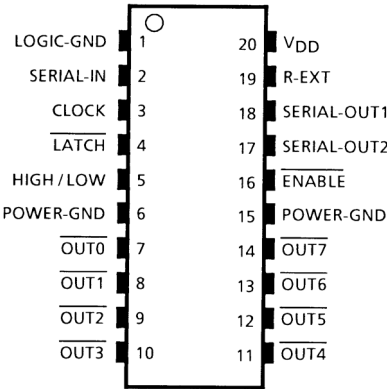 LOGIC-GND 1 20 VDD
SERIAL-IN 2 19 R-EXT
CLOCK 3 18 SERIAL-OUT1
LATCH 4 17 SERIAL-OUT2
HIGH/LOW 5 16 ENABLE
POWER-GND 6 15 POWER-GND
OUT0 7 14 OUT7
OUT1 8 13 OUT6
OUT2 9 12 OUT5
OUT3 10 11 OUT4